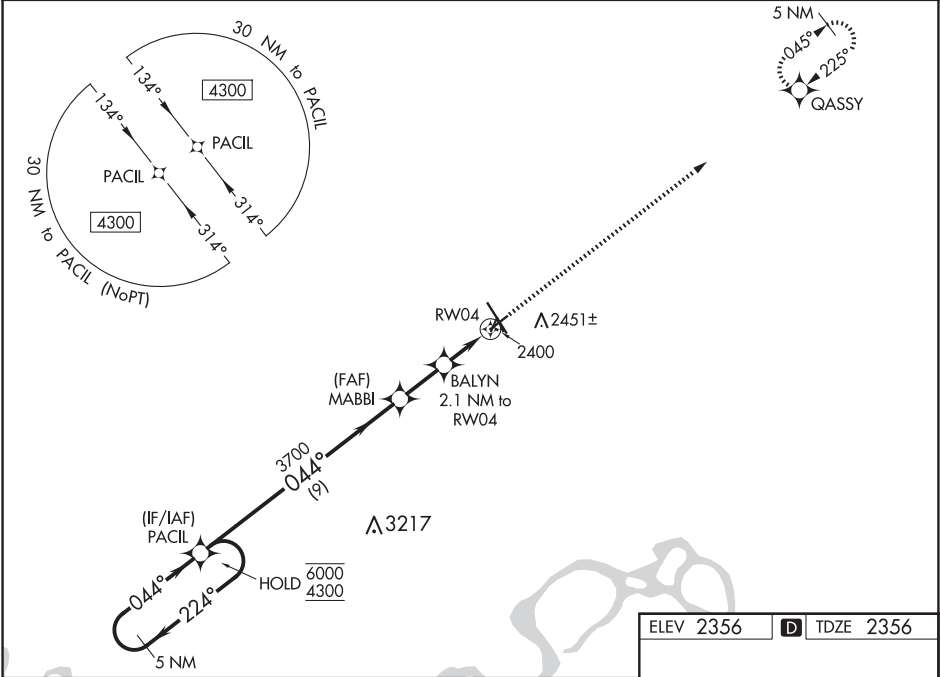 30 NM to PACIL
134°
4300
PACIL
314°
134°
PACIL
4300
314°
30 NM to PACIL (NoPT)
5 NM
045°
225°
QASSY
RW04
2451±
2400
(FAF)
MABBI
BALYN
2.1 NM to
RW04
3700
044°
(9)
(IF/IAF)
PACIL
3217
HOLD
6000
4300
044°
224°
5 NM
ELEV 2356 D TDZE 2356